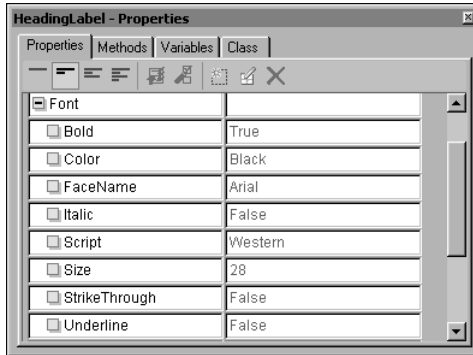 HeadingLabel - Properties
Properties Methods Variables Class
Font
Bold True
Color Black
FaceName Arial
Italic False
Script Western
Size 28
StrikeThrough False
Underline False